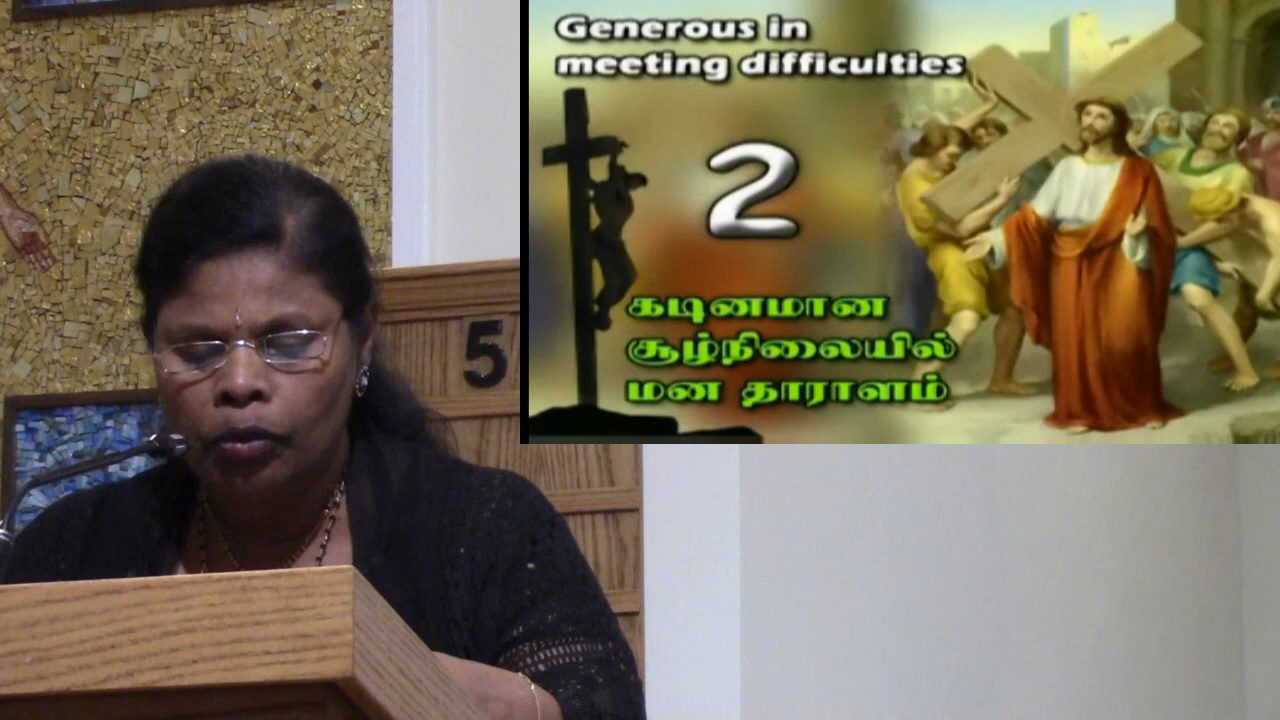 Generous in
meeting difficulties
2
கடினமான
சூழ்நிலையில்
மன தாராளம்
5